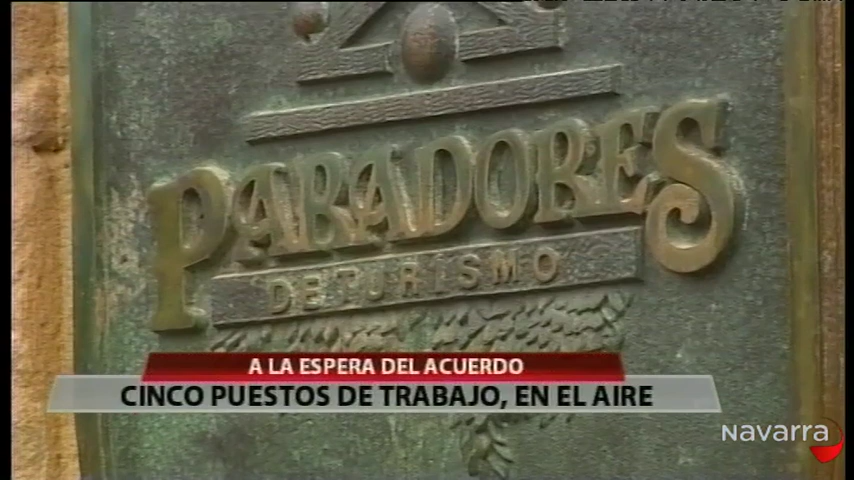 PARADORES
DE TURISMO
A LA ESPERA DEL ACUERDO
CINCO PUESTOS DE TRABAJO, EN EL AIRE
Navarra